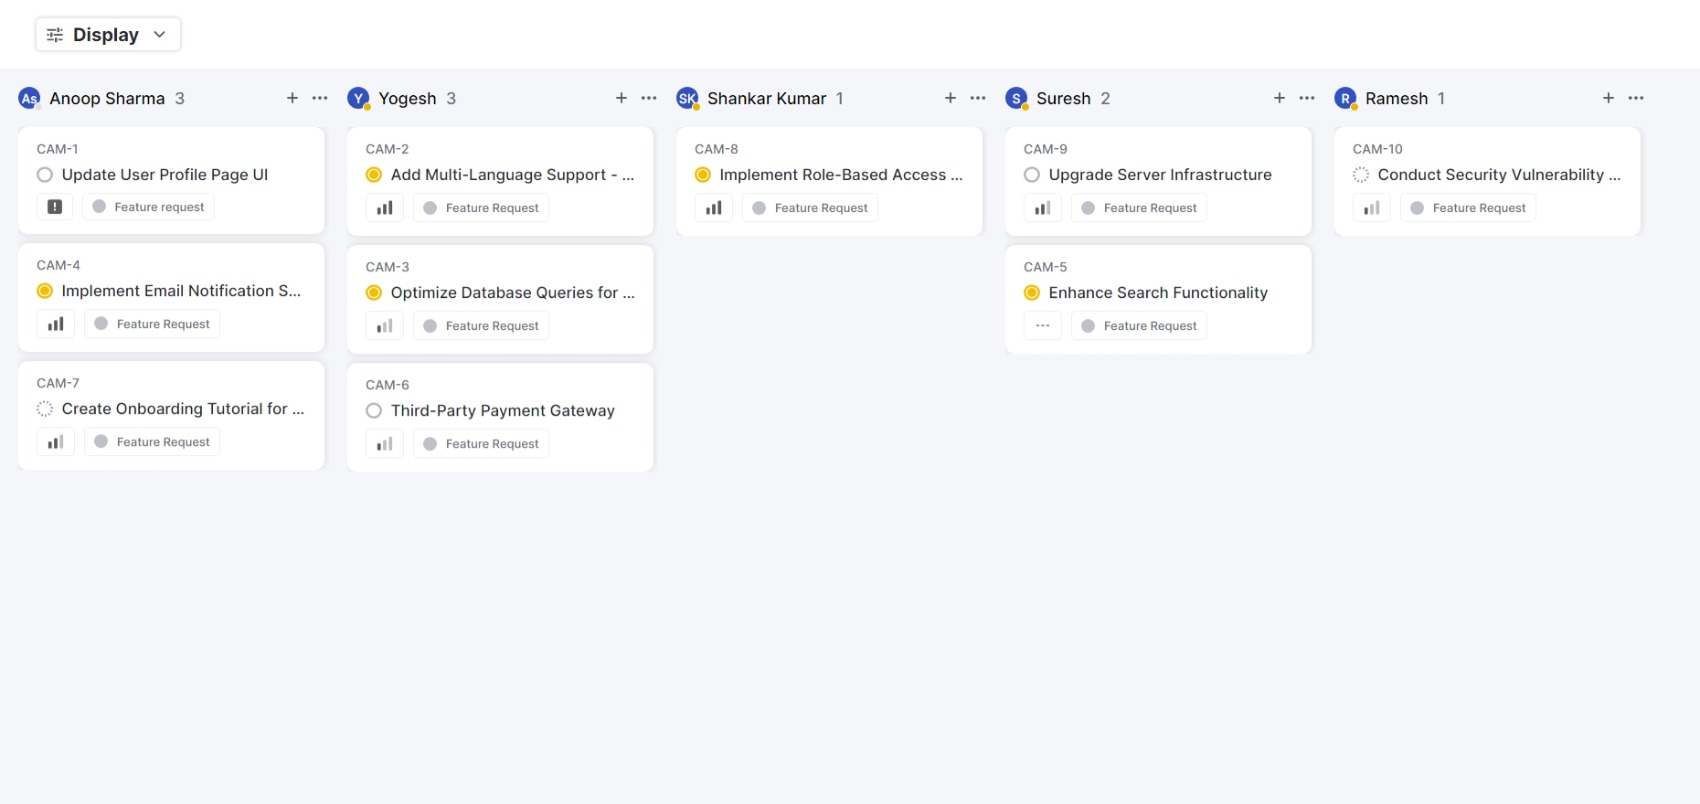 Display
As Anoop Sharma 3
CAM-1
Update User Profile Page UI
Feature request
CAM-4
Implement Email Notification S...
Feature Request
CAM-7
Create Onboarding Tutorial for ...
Feature Request
Y Yogesh 3
CAM-2
Add Multi-Language Support - ...
Feature Request
CAM-3
Optimize Database Queries for ...
Feature Request
CAM-6
Third-Party Payment Gateway
Feature Request
SK Shankar Kumar 1
CAM-8
Implement Role-Based Access ...
Feature Request
S Suresh 2
CAM-9
Upgrade Server Infrastructure
Feature Request
CAM-5
Enhance Search Functionality
Feature Request
R Ramesh 1
CAM-10
Conduct Security Vulnerability ...
Feature Request